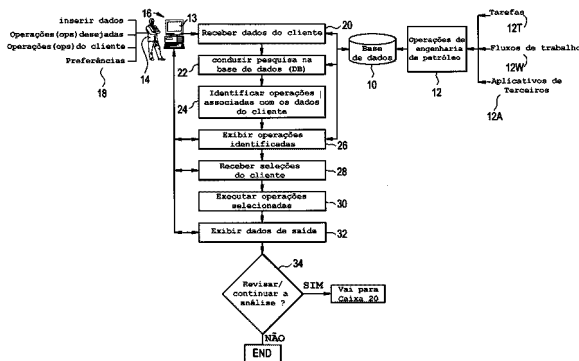 inserir dados
Operações(ops)desejadas
Operações(ops) do cliente
Preferências
18
14
16
13
Receber dados do cliente
20
conduzir pesquisa na
base de dados (DB)
22
Identificar operações
associadas com os dados
do cliente
24
Exibir operações
identificadas
26
Receber seleções
do cliente
28
Executar operações
selecionadas
30
Exibir dados de saída
32
34
Revisar/
continuar a
análise ?
SIM
Vai para
Caixa 20
NÃO
END
Base
de dados
10
Operações de
engenharia
de petróleo
12
Tarefas
12T
Fluxos de trabalho
12W
Aplicativos de
Terceiros
12A